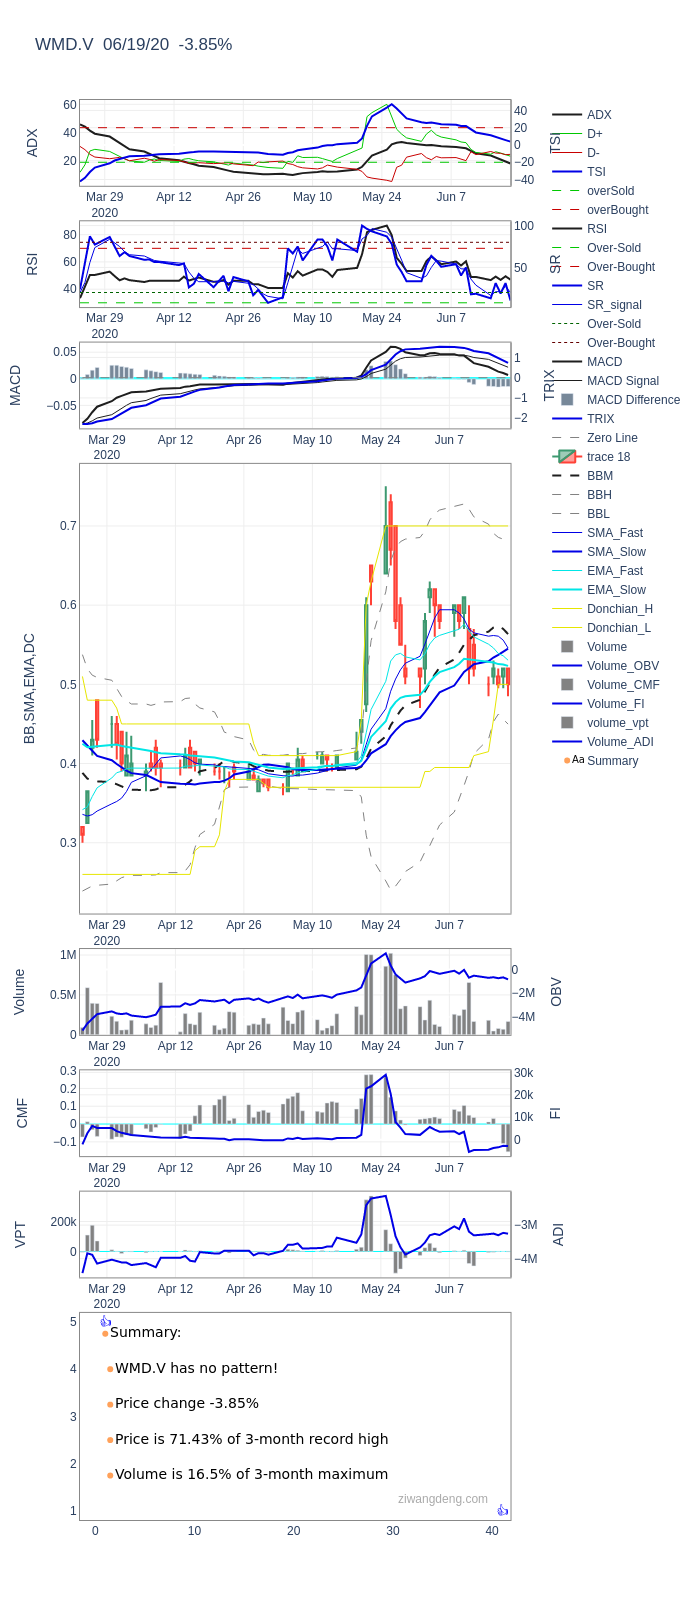 WMD.V  06/19/20  -3.85%
ADX
60
40
20
40
20
0
−20
−40
TSI
Mar 29
2020
Apr 12
Apr 26
May 10
May 24
Jun 7
RSI
80
60
40
100
50
SR
Mar 29
2020
Apr 12
Apr 26
May 10
May 24
Jun 7
MACD
0.05
0
−0.05
1
0
−1
−2
TRIX
Mar 29
2020
Apr 12
Apr 26
May 10
May 24
Jun 7
BB,SMA,EMA,DC
0.7
0.6
0.5
0.4
0.3
Mar 29
2020
Apr 12
Apr 26
May 10
May 24
Jun 7
Volume
1M
0.5M
0
0
−2M
−4M
OBV
Mar 29
2020
Apr 12
Apr 26
May 10
May 24
Jun 7
CMF
0.3
0.2
0.1
0
−0.1
30k
20k
10k
0
FI
Mar 29
2020
Apr 12
Apr 26
May 10
May 24
Jun 7
VPT
200k
0
−3M
−4M
ADI
Mar 29
2020
Apr 12
Apr 26
May 10
May 24
Jun 7
5
4
3
2
1
Summary:
WMD.V has no pattern!
Price change -3.85%
Price is 71.43% of 3-month record high
Volume is 16.5% of 3-month maximum
ziwangdeng.com
0
10
20
30
40
ADX
D+
D-
TSI
overSold
overBought
RSI
Over-Sold
Over-Bought
SR
SR_signal
Over-Sold
Over-Bought
MACD
MACD Signal
MACD Difference
TRIX
Zero Line
trace 18
BBM
BBH
BBL
SMA_Fast
SMA_Slow
EMA_Fast
EMA_Slow
Donchian_H
Donchian_L
Volume
Volume_OBV
Volume_CMF
Volume_FI
volume_vpt
Volume_ADI
Aa Summary